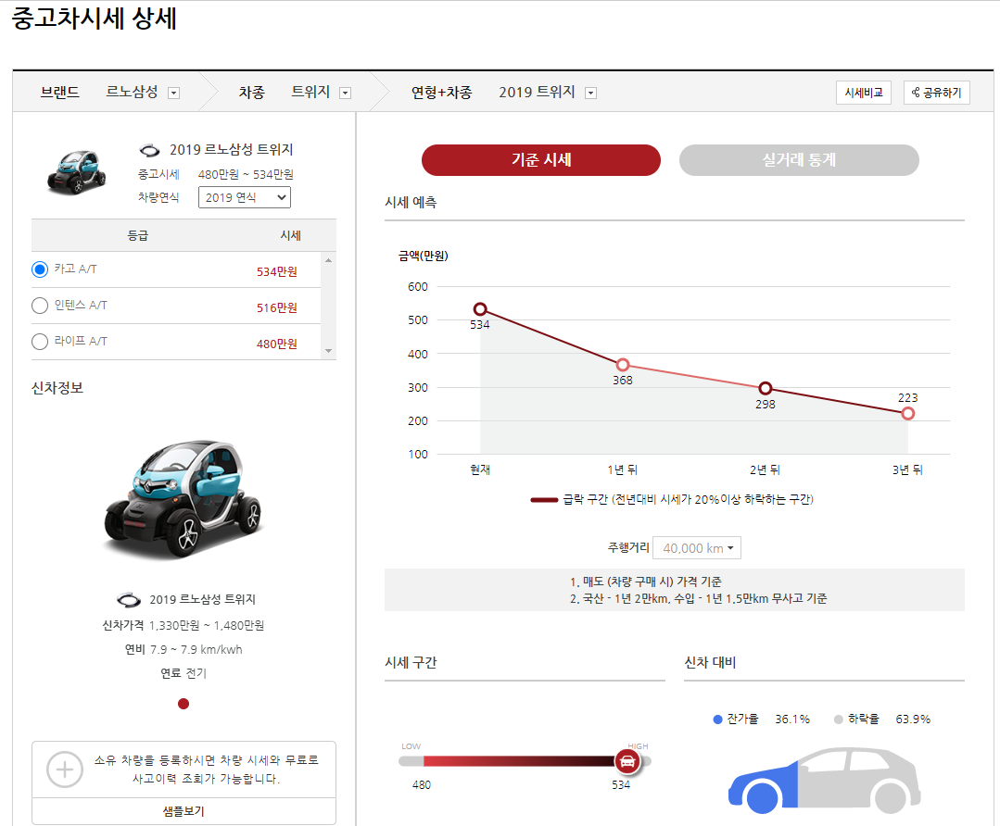 중고차시세 상세
브랜드 르노삼성 차종 트위지 연형+차종 2019 트위지 시세비교 공유하기
2019 르노삼성 트위지
중고시세 480만원 ~ 534만원
차량연식 2019 연식
등급 시세
카고 A/T 534만원
인텐스 A/T 516만원
라이프 A/T 480만원
신차정보
2019 르노삼성 트위지
신차가격 1,330만원 ~ 1,480만원
연비 7.9 ~ 7.9 km/kwh
연료 전기
소유 차량을 등록하시면 차량 시세와 무료로
사고이력 조회가 가능합니다.
샘플보기
기준 시세 실거래 통계
시세 예측
금액(만원)
600
500
400
300
200
100
534
368
298
223
현재 1년 뒤 2년 뒤 3년 뒤
급락 구간 (전년대비 시세가 20%이상 하락하는 구간)
주행거리 40,000 km
1. 매도 (차량 구매 시) 가격 기준
2. 국산 - 1년 2만km, 수입 - 1년 1.5만km 무사고 기준
시세 구간
LOW HIGH
480 534
신차 대비
잔가율 36.1% 하락율 63.9%